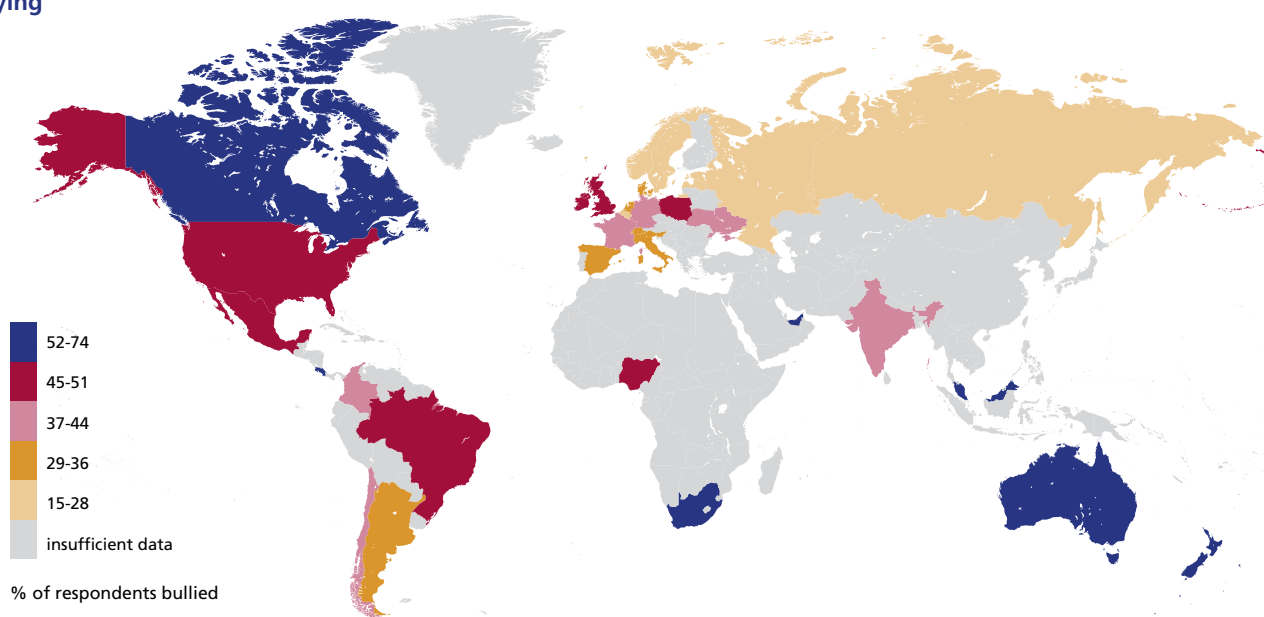 ying
52-74
45-51
37-44
29-36
15-28
insufficient data
% of respondents bullied